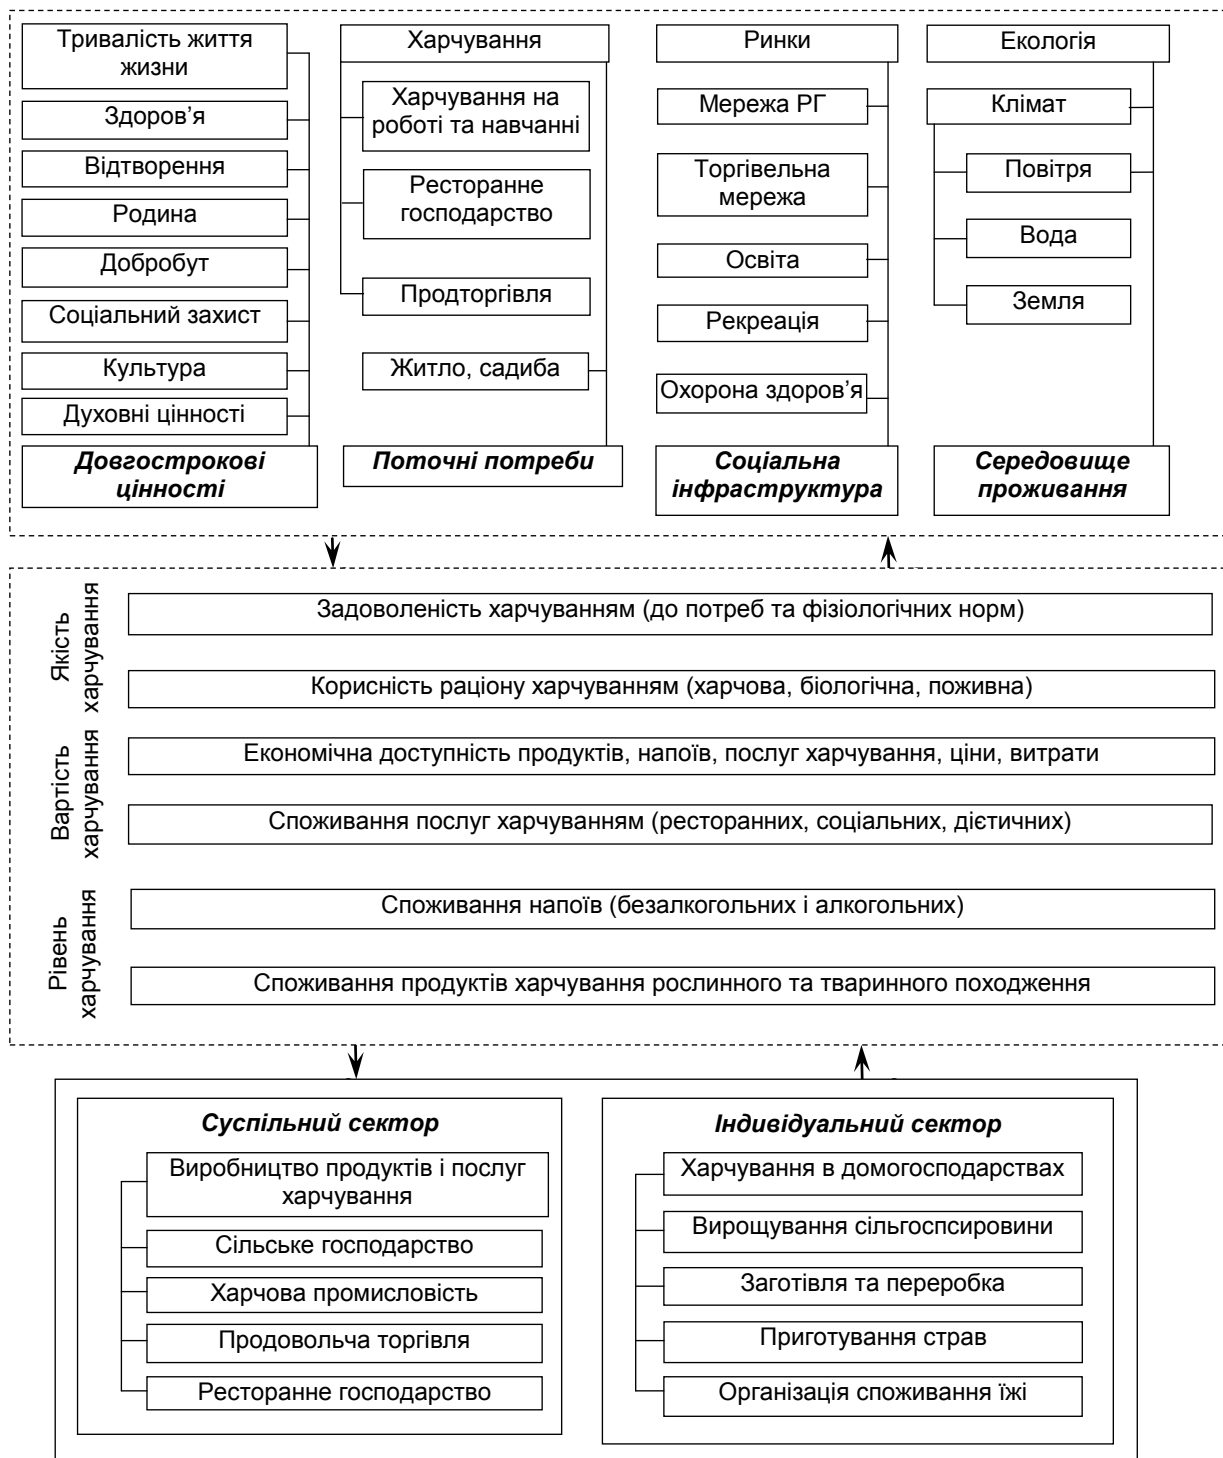 Тривалість життя
жизни
Здоров’я
Відтворення
Родина
Добробут
Соціальний захист
Культура
Духовні цінності
Довгострокові
цінності
Харчування
Харчування на
роботі та навчанні
Ресторанне
господарство
Продторгівля
Житло, садиба
Поточні потреби
Ринки
Мережа РГ
Торгівельна
мережа
Освіта
Рекреація
Охорона здоров’я
Соціальна
інфраструктура
Екологія
Клімат
Повітря
Вода
Земля
Середовище
проживання
Якість
харчування
Задоволеність харчуванням (до потреб та фізіологічних норм)
Корисність раціону харчуванням (харчова, біологічна, поживна)
Вартість
харчування
Економічна доступність продуктів, напоїв, послуг харчування, ціни, витрати
Споживання послуг харчуванням (ресторанних, соціальних, дієтичних)
Рівень
харчування
Споживання напоїв (безалкогольних і алкогольних)
Споживання продуктів харчування рослинного та тваринного походження
Суспільний сектор
Виробництво продуктів і послуг
харчування
Сільське господарство
Харчова промисловість
Продовольча торгівля
Ресторанне господарство
Індивідуальний сектор
Харчування в домогосподарствах
Вирощування сільгоспсировини
Заготівля та переробка
Приготування страв
Організація споживання їжі